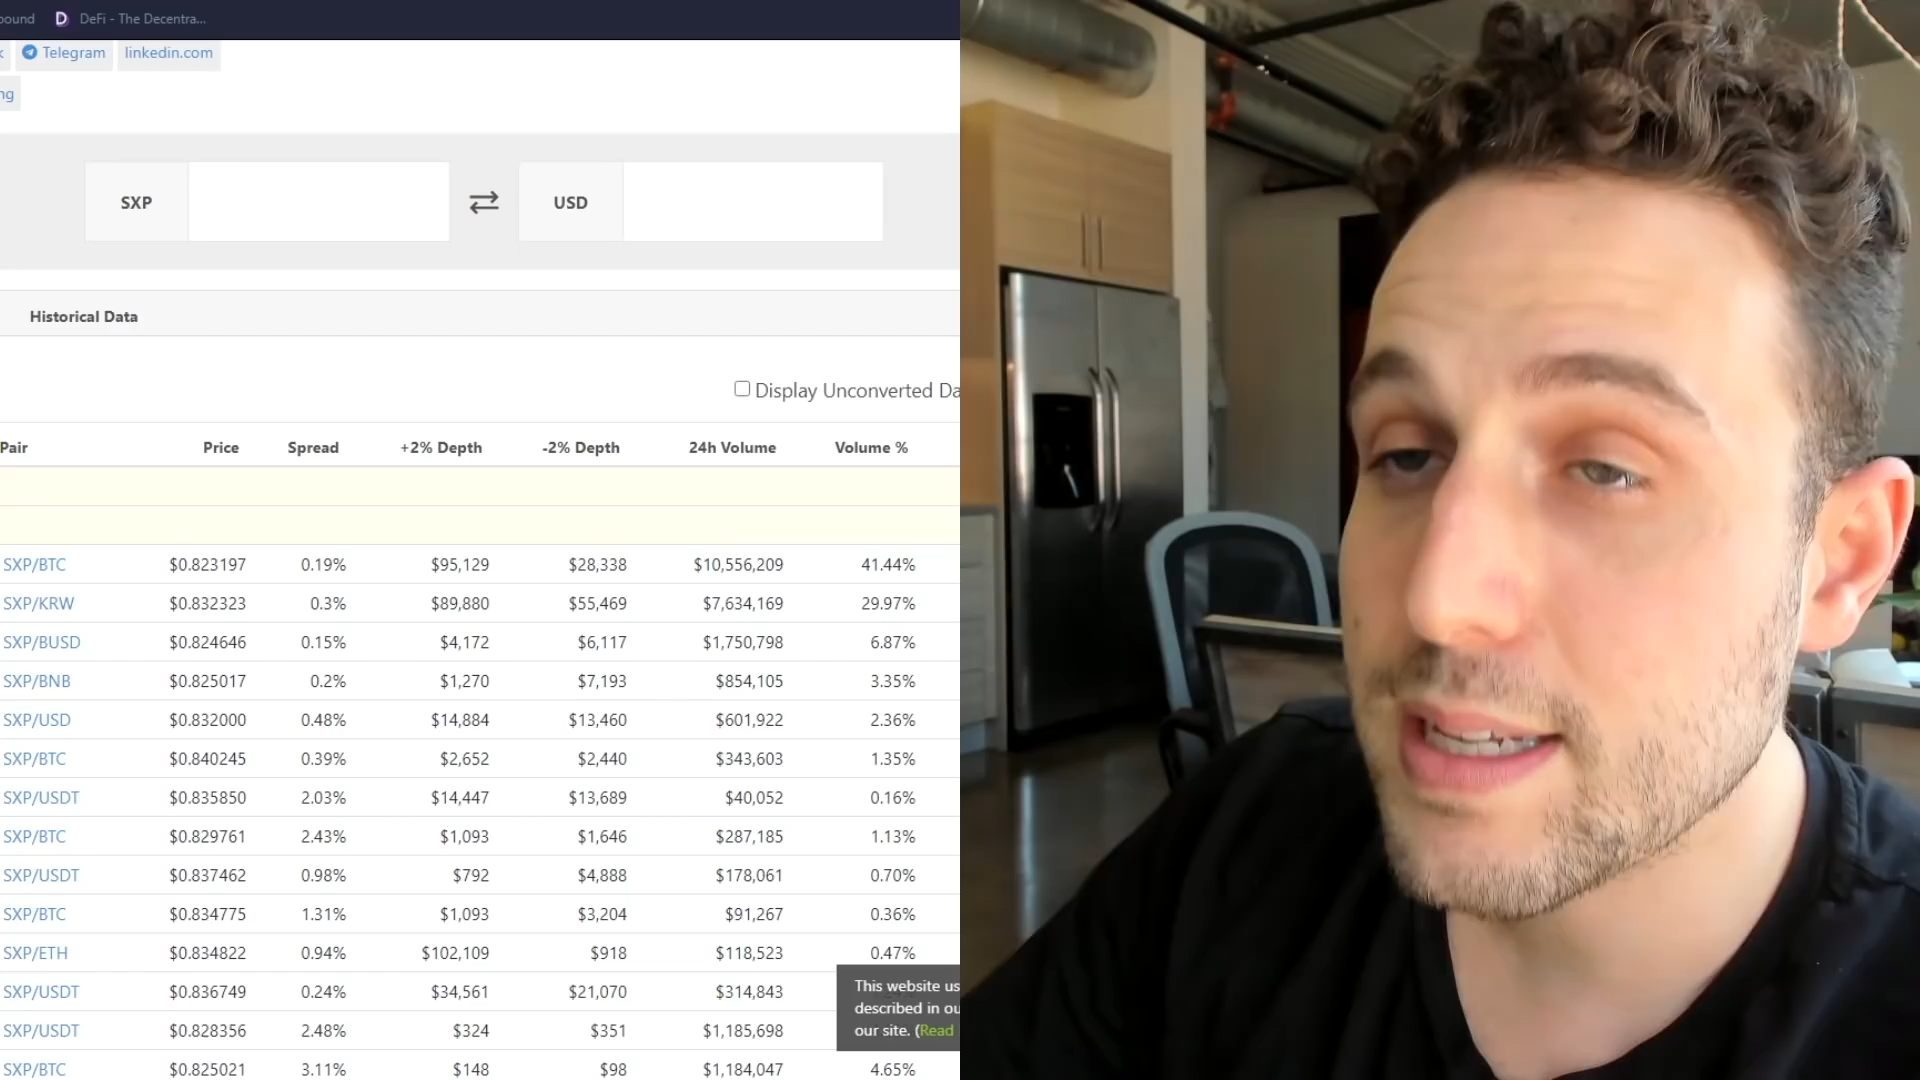 ound DeFi - The Decentra...
Telegram linkedin.com
ng
SXP USD
Historical Data
Display Unconverted Da
Pair Price Spread +2% Depth -2% Depth 24h Volume Volume %
SXP/BTC $0.823197 0.19% $95,129 $28,338 $10,556,209 41.44%
SXP/KRW $0.832323 0.3% $89,880 $55,469 $7,634,169 29.97%
SXP/BUSD $0.824646 0.15% $4,172 $6,117 $1,750,798 6.87%
SXP/BNB $0.825017 0.2% $1,270 $7,193 $854,105 3.35%
SXP/USD $0.832000 0.48% $14,884 $13,460 $601,922 2.36%
SXP/BTC $0.840245 0.39% $2,652 $2,440 $343,603 1.35%
SXP/USDT $0.835850 2.03% $14,447 $13,689 $40,052 0.16%
SXP/BTC $0.829761 2.43% $1,093 $1,646 $287,185 1.13%
SXP/USDT $0.837462 0.98% $792 $4,888 $178,061 0.70%
SXP/BTC $0.834775 1.31% $1,093 $3,204 $91,267 0.36%
SXP/ETH $0.834822 0.94% $102,109 $918 $118,523 0.47%
SXP/USDT $0.836749 0.24% $34,561 $21,070 $314,843
SXP/USDT $0.828356 2.48% $324 $351 $1,185,698
SXP/BTC $0.825021 3.11% $148 $98 $1,184,047 4.65%
This website us
described in ou
our site. (Read